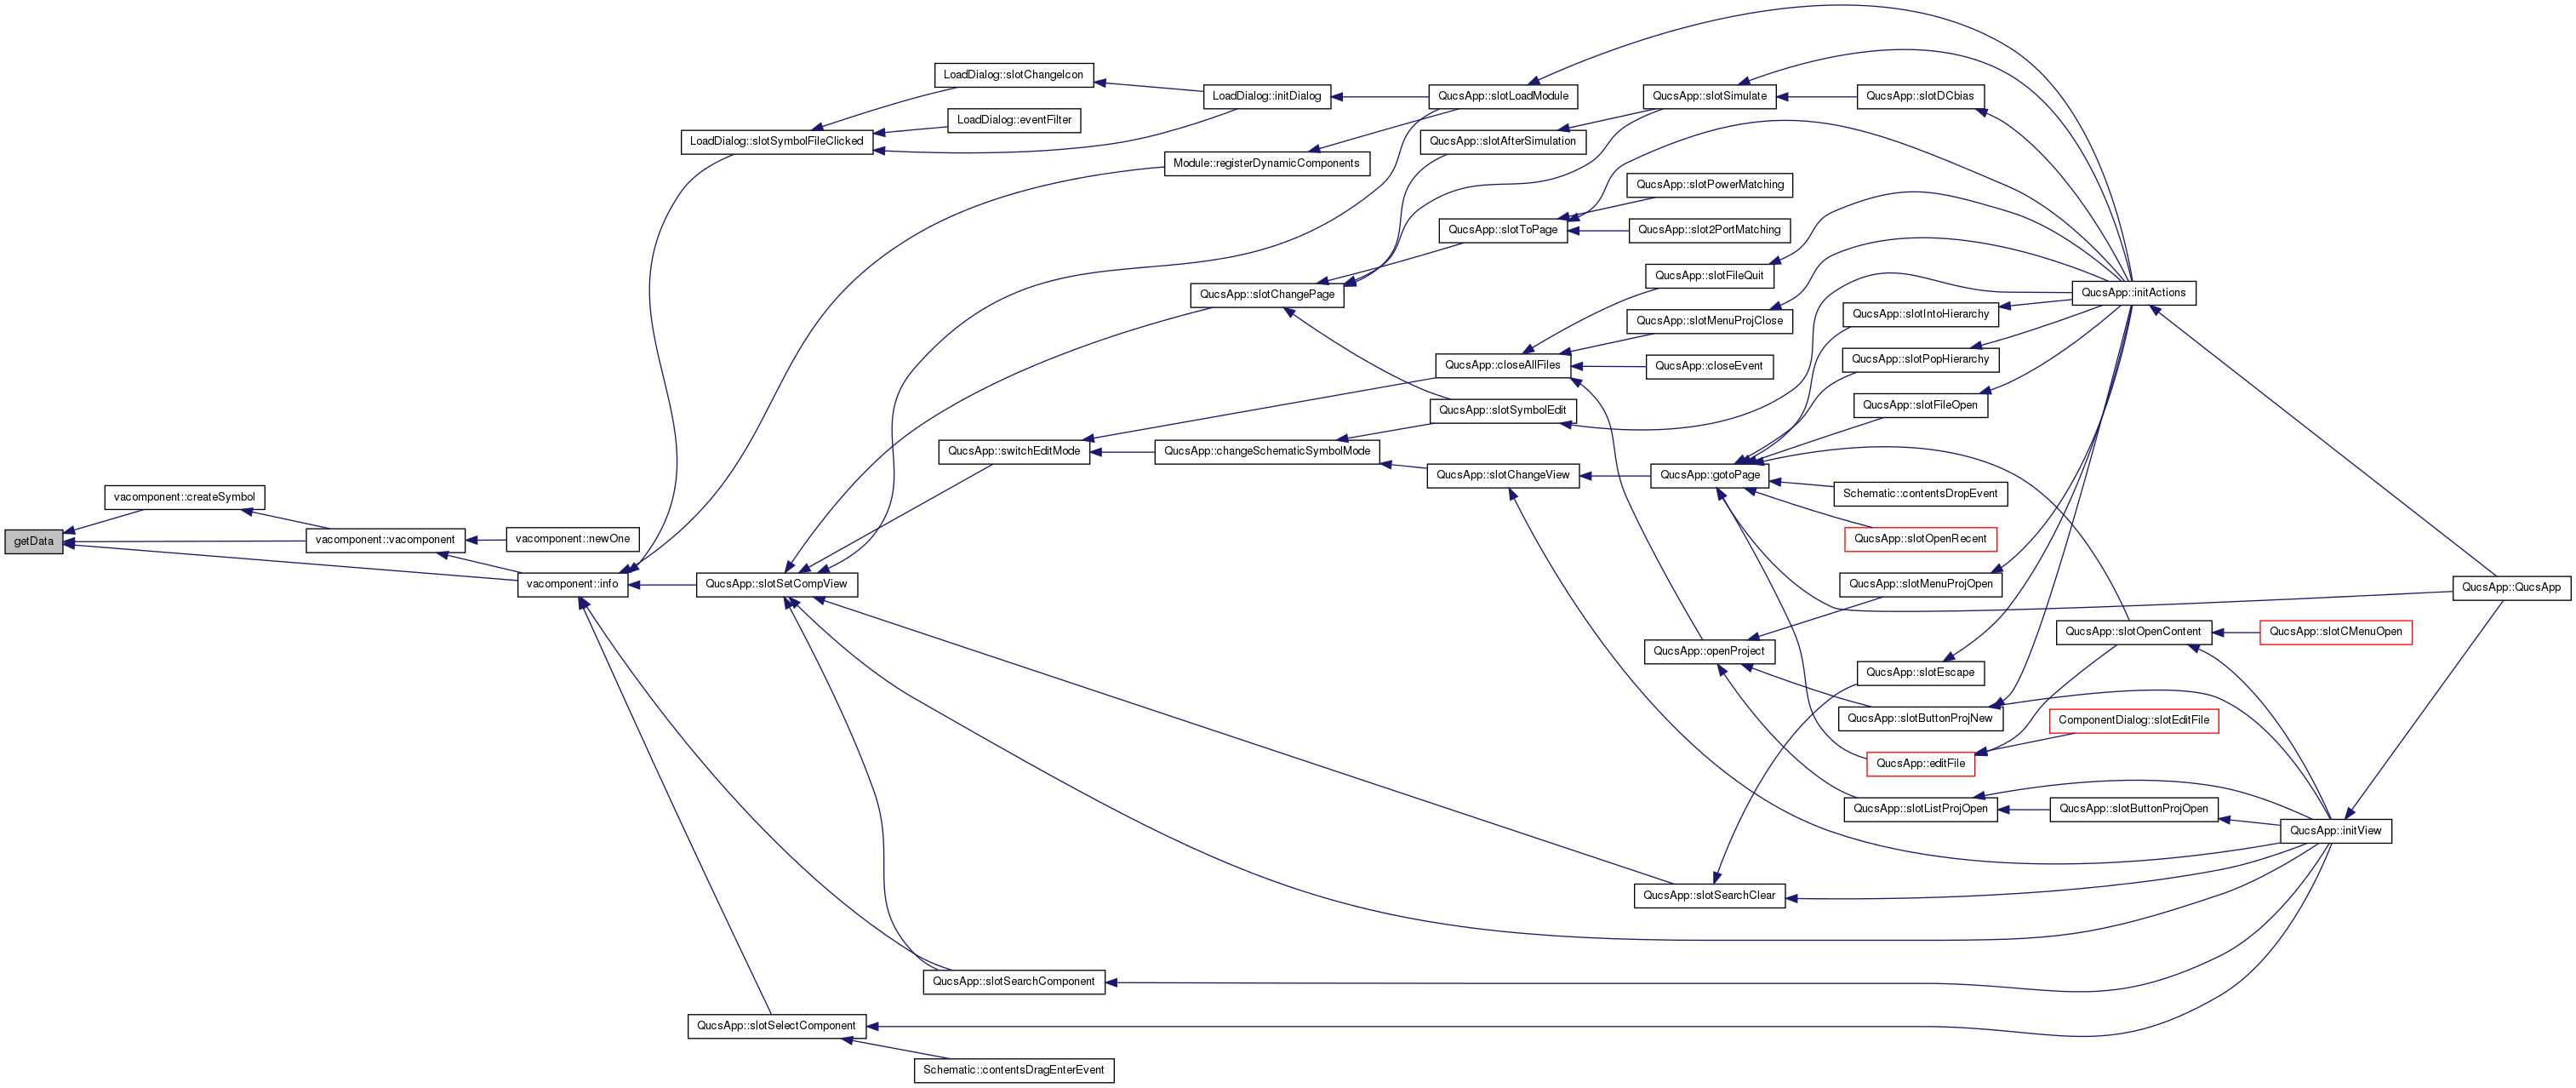 getData
vacomponent::createSymbol
vacomponent::vacomponent
vacomponent::newOne
vacomponent::info
LoadDialog::slotSymbolFileClicked
LoadDialog::slotChangeIcon
LoadDialog::eventFilter
LoadDialog::initDialog
Module::registerDynamicComponents
QucsApp::slotLoadModule
QucsApp::slotAfterSimulation
QucsApp::slotSimulate
QucsApp::slotDCbias
QucsApp::slotPowerMatching
QucsApp::slotToPage
QucsApp::slot2PortMatching
QucsApp::slotFileQuit
QucsApp::slotChangePage
QucsApp::slotMenuProjClose
QucsApp::closeAllFiles
QucsApp::closeEvent
QucsApp::slotSymbolEdit
QucsApp::switchEditMode
QucsApp::changeSchematicSymbolMode
QucsApp::slotChangeView
QucsApp::gotoPage
QucsApp::initActions
QucsApp::slotIntoHierarchy
QucsApp::slotPopHierarchy
QucsApp::slotFileOpen
Schematic::contentsDropEvent
QucsApp::slotOpenRecent
QucsApp::slotSetCompView
QucsApp::slotMenuProjOpen
QucsApp::QucsApp
QucsApp::openProject
QucsApp::slotOpenContent
QucsApp::slotCMenuOpen
QucsApp::slotEscape
QucsApp::slotButtonProjNew
ComponentDialog::slotEditFile
QucsApp::editFile
QucsApp::slotListProjOpen
QucsApp::slotButtonProjOpen
QucsApp::initView
QucsApp::slotSearchClear
QucsApp::slotSearchComponent
QucsApp::slotSelectComponent
Schematic::contentsDragEnterEvent